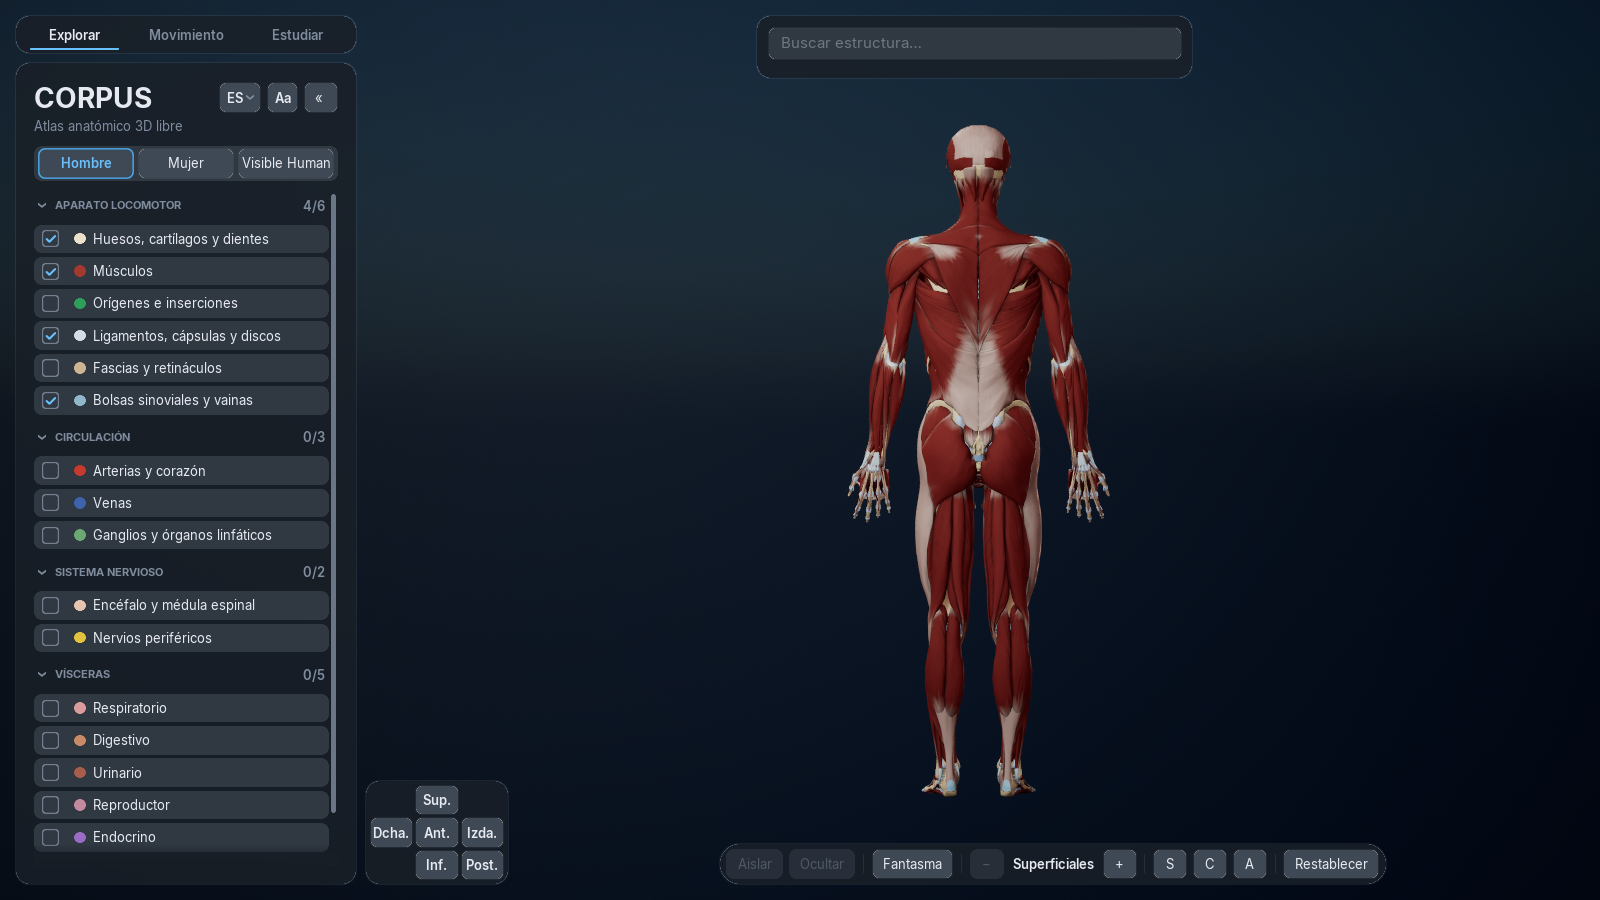 Explorar Movimiento Estudiar
Buscar estructura...
CORPUS ES Aa «
Atlas anatómico 3D libre
Hombre Mujer Visible Human
APARATO LOCOMOTOR 4/6
Huesos, cartílagos y dientes
Músculos
Orígenes e inserciones
Ligamentos, cápsulas y discos
Fascias y retináculos
Bolsas sinoviales y vainas
CIRCULACIÓN 0/3
Arterias y corazón
Venas
Ganglios y órganos linfáticos
SISTEMA NERVIOSO 0/2
Encéfalo y médula espinal
Nervios periféricos
VÍSCERAS 0/5
Respiratorio
Digestivo
Urinario
Reproductor
Endocrino
Sup.
Dcha. Ant. Izda.
Inf. Post.
Aislar Ocultar Fantasma − Superficiales + S C A Restablecer